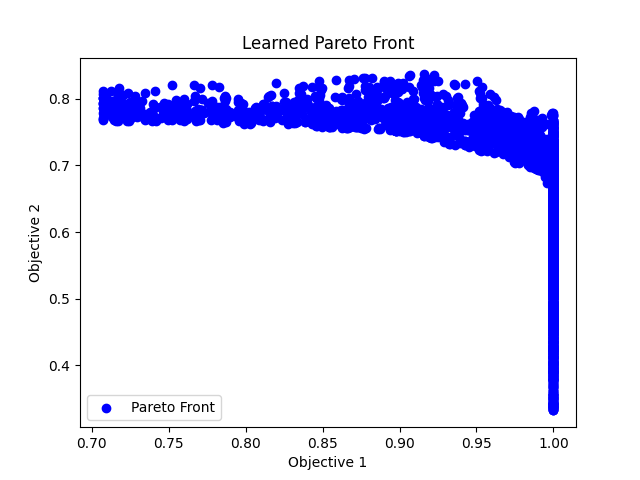 Learned Pareto Front
Objective 2
0.8
0.7
0.6
0.5
0.4
Pareto Front
0.70 0.75 0.80 0.85 0.90 0.95 1.00
Objective 1